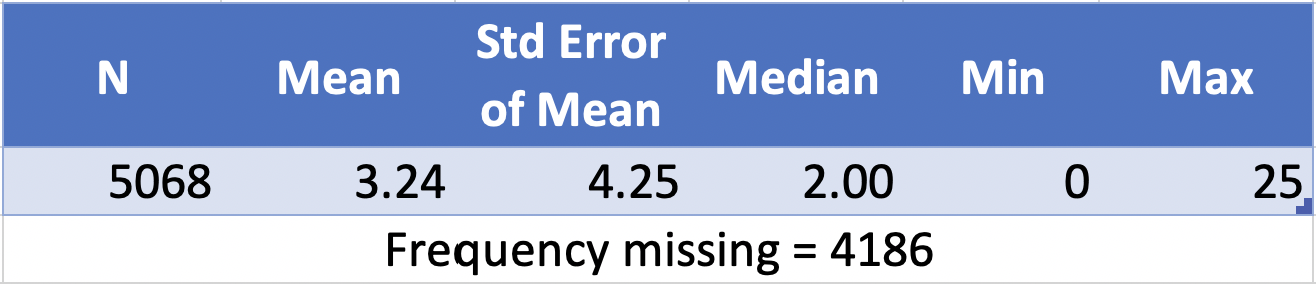 N Mean Std Error of Mean Median Min Max
5068 3.24 4.25 2.00 0 25
Frequency missing = 4186